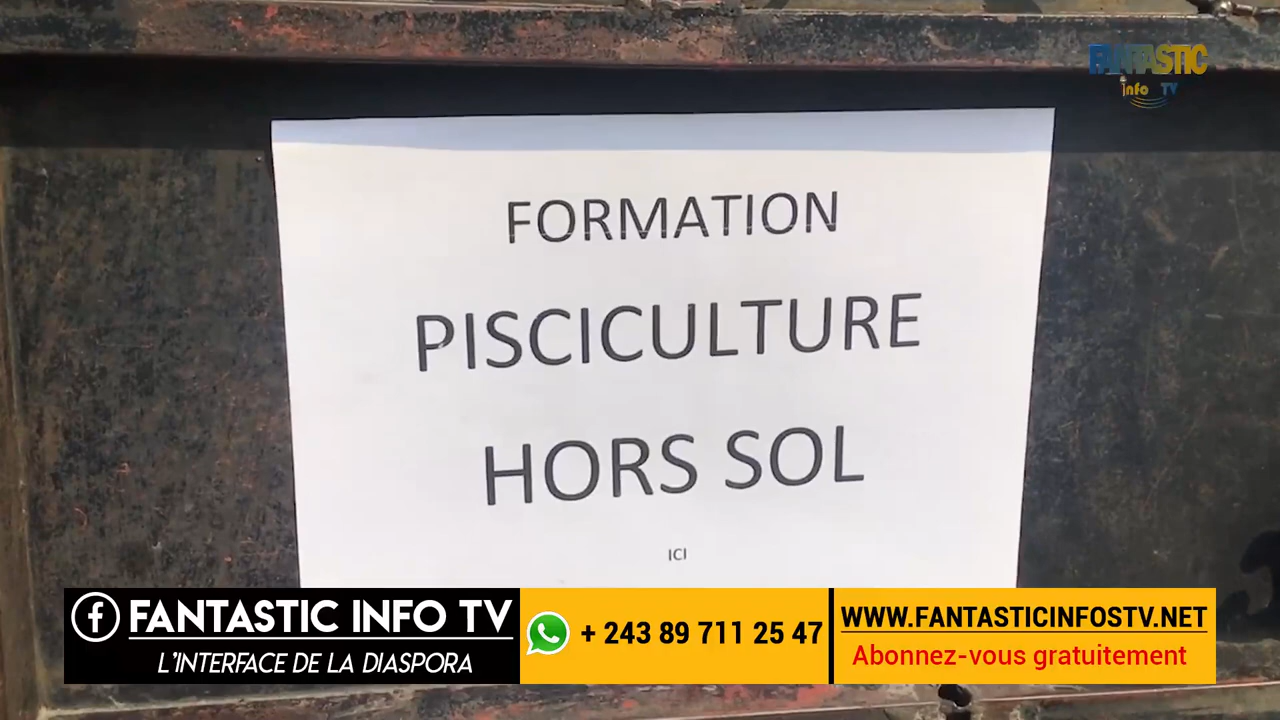 FANTASTIC
info TV
FORMATION
PISCICULTURE
HORS SOL
ICI
FANTASTIC INFO TV
L'INTERFACE DE LA DIASPORA
+ 243 89 711 25 47
WWW.FANTASTICINFOSTV.NET
Abonnez-vous gratuitement